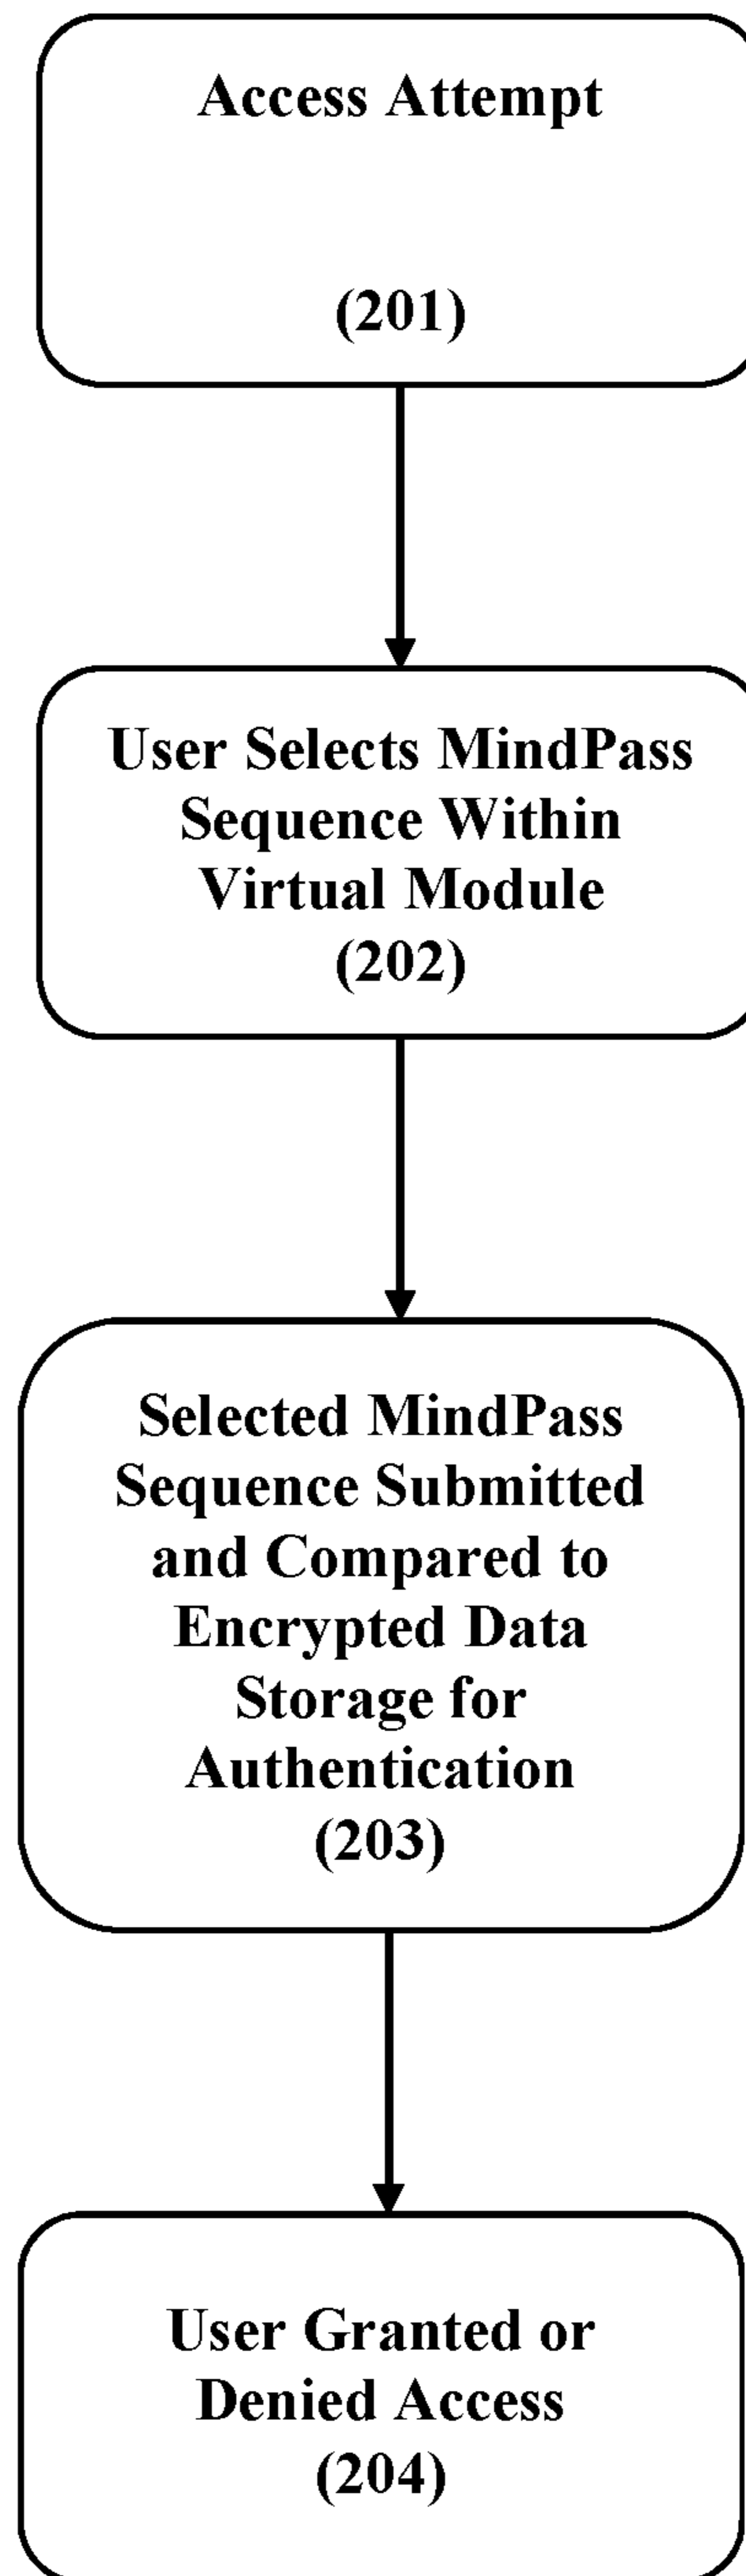 Access Attempt
(201)
User Selects MindPass
Sequence Within
Virtual Module
(202)
Selected MindPass
Sequence Submitted
and Compared to
Encrypted Data
Storage for
Authentication
(203)
User Granted or
Denied Access
(204)